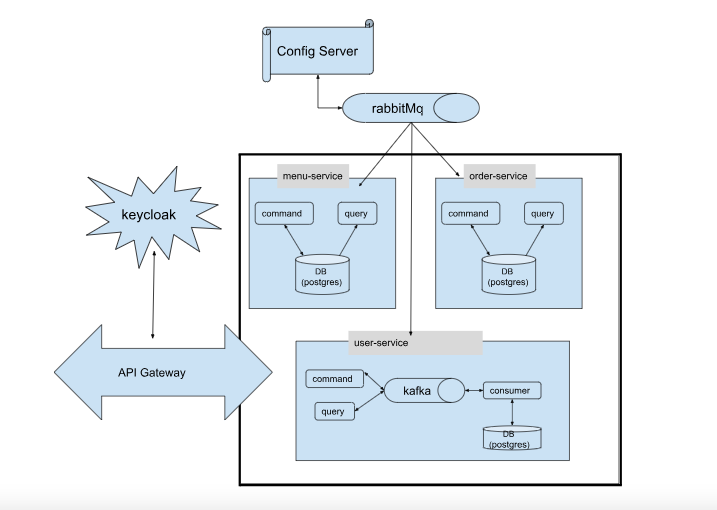 Config Server
rabbitMq
menu-service
order-service
keycloak
command
query
command
query
DB
(postgres)
DB
(postgres)
user-service
API Gateway
command
kafka
consumer
query
DB
(postgres)